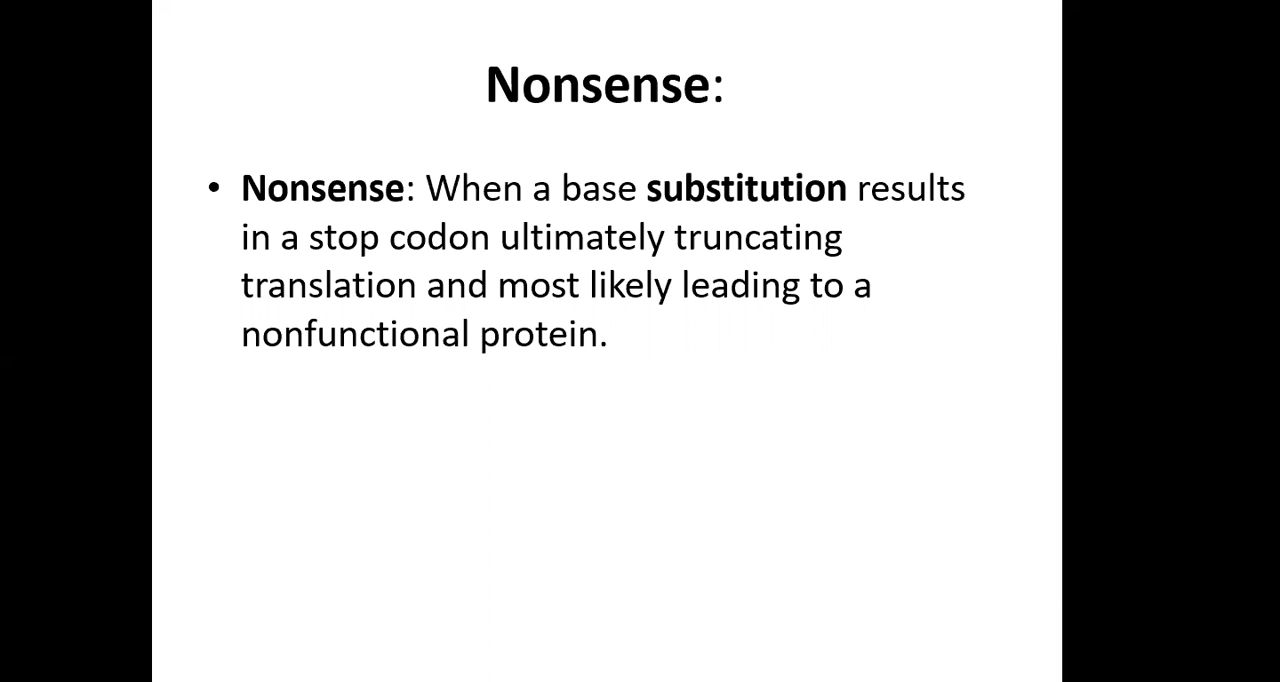 Nonsense:
• Nonsense: When a base substitution results
in a stop codon ultimately truncating
translation and most likely leading to a
nonfunctional protein.